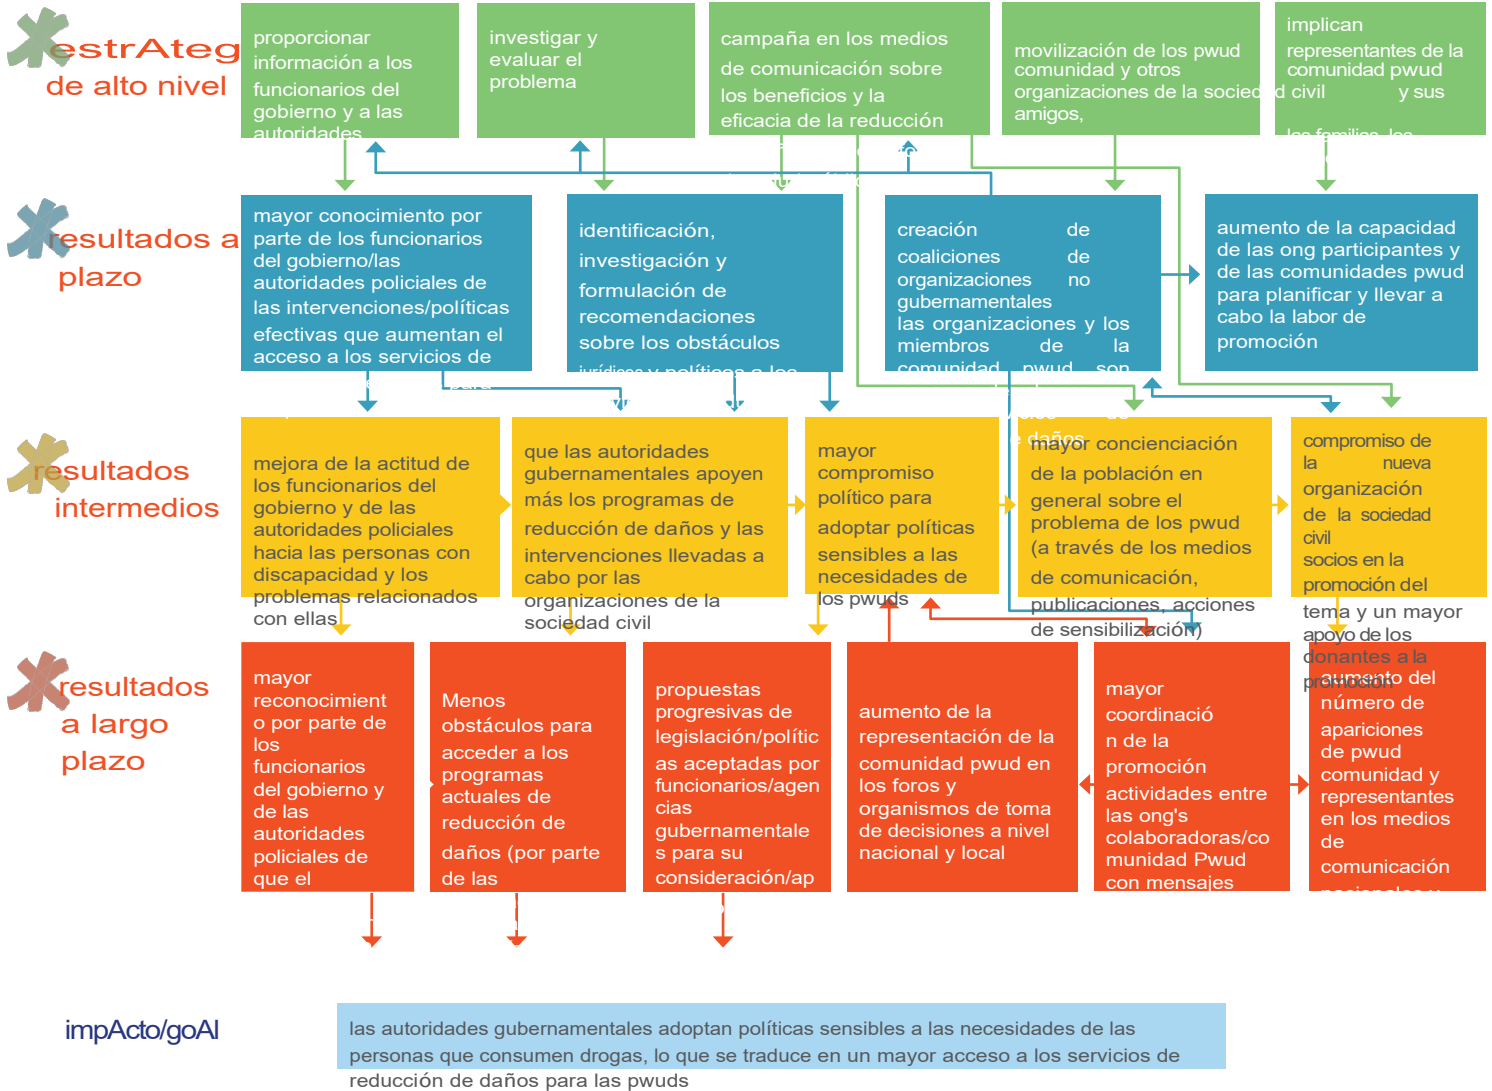 estrAteg
de alto nivel
proporcionar
información a los
funcionarios del
gobierno y a las
autoridades
investigar y
evaluar el
problema
campaña en los medios
de comunicación sobre
los beneficios y la
eficacia de la reducción
movilización de los pwud
comunidad y otros
organizaciones de la sociedad civil
amigos,
implican
representantes de la
comunidad pwud
y sus
las familias, los
resultados a
plazo
mayor conocimiento por
parte de los funcionarios
del gobierno/las
autoridades policiales de
las intervenciones/políticas
efectivas que aumentan el
acceso a los servicios de
para
identificación,
investigación y
formulación de
recomendaciones
sobre los obstáculos
jurídicos y políticos a los
creación de
coaliciones de
organizaciones no
gubernamentales
las organizaciones y los
miembros de la
comunidad pwud son
de
daños
aumento de la capacidad
de las ong participantes y
de las comunidades pwud
para planificar y llevar a
cabo la labor de
promoción
resultados
intermedios
mejora de la actitud de
los funcionarios del
gobierno y de las
autoridades policiales
hacia las personas con
discapacidad y los
problemas relacionados
con ellas
que las autoridades
gubernamentales apoyen
más los programas de
reducción de daños y las
intervenciones llevadas a
cabo por las
organizaciones de la
sociedad civil
mayor
compromiso
político para
adoptar políticas
sensibles a las
necesidades de
los pwuds
mayor concienciación
de la población en
general sobre el
problema de los pwud
(a través de los medios
de comunicación,
publicaciones, acciones
de sensibilización)
compromiso de
la nueva
organización
de la sociedad
civil
socios en la
promoción del
tema y un mayor
apoyo de los
donantes a la
promoción
resultados
a largo
plazo
mayor
reconocimient
o por parte de
los
funcionarios
del gobierno y
de las
autoridades
policiales de
que el
Menos
obstáculos para
acceder a los
programas
actuales de
reducción de
daños (por parte
de las
propuestas
progresivas de
legislación/polític
as aceptadas por
funcionarios/agen
cias
gubernamentale
s para su
consideración/ap
aumento de la
representación de la
comunidad pwud en
los foros y
organismos de toma
de decisiones a nivel
nacional y local
mayor
coordinació
n de la
promoción
actividades entre
las ong's
colaboradoras/co
munidad Pwud
con mensajes
aumento del
número de
apariciones
de pwud
comunidad y
representantes
en los medios
de
comunicación
nacionales y
impActo/goAl
las autoridades gubernamentales adoptan políticas sensibles a las necesidades de las
personas que consumen drogas, lo que se traduce en un mayor acceso a los servicios de
reducción de daños para las pwuds